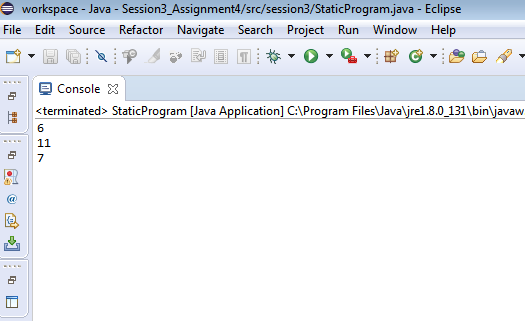 workspace - Java - Session3_Assignment4/src/session3/StaticProgram.java - Eclipse
File Edit Source Refactor Navigate Search Project Run Window Help
Console
<terminated> StaticProgram [Java Application] C:\Program Files\Java\jre1.8.0_131\bin\javaw
6
11
7